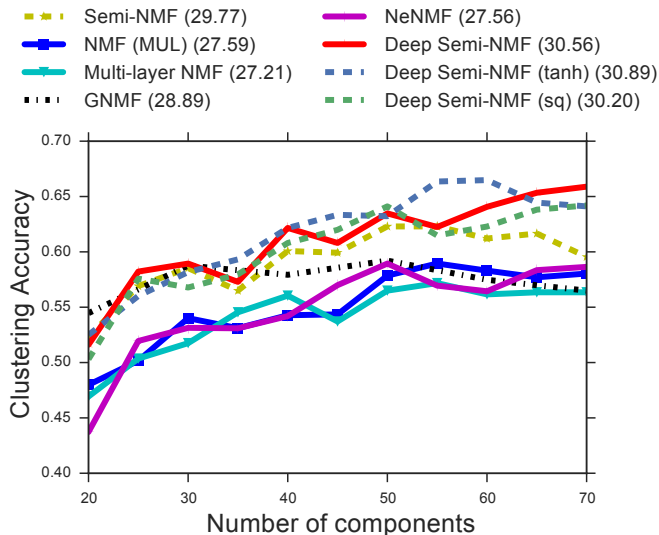 Semi-NMF (29.77)
NMF (MUL) (27.59)
Multi-layer NMF (27.21)
GNMF (28.89)
NeNMF (27.56)
Deep Semi-NMF (30.56)
Deep Semi-NMF (tanh) (30.89)
Deep Semi-NMF (sq) (30.20)
Clustering Accuracy
0.70
0.65
0.60
0.55
0.50
0.45
0.40
20 30 40 50 60 70
Number of components